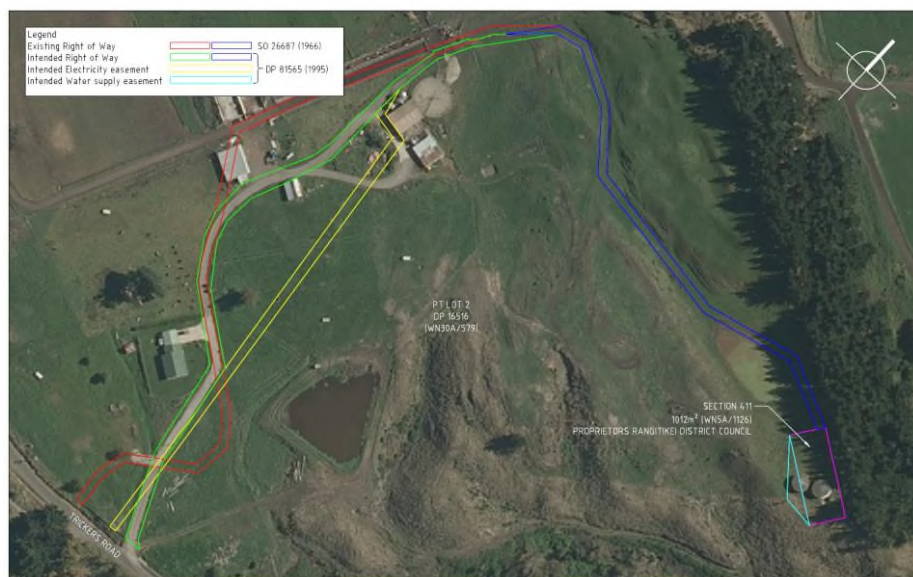 Legend
Existing Right of Way SO 26687 (1966)
Intended Right of Way
Intended Electricity easement DP 81565 (1995)
Intended Water supply easement
PT LOT 2
DP 16516
(WN30A/579)
SECTION 411
1012m² (WN5A/1126)
PROPRIETORS RANGITIKEI DISTRICT COUNCIL
TRICKERS ROAD